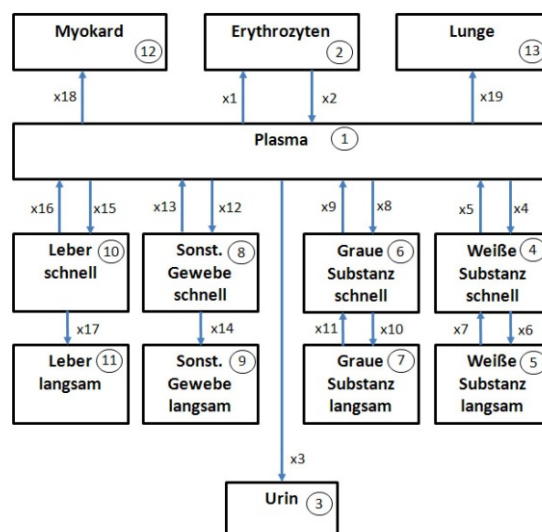 Myokard
12
Erythrozyten
2
Lunge
13
x18
x1
x2
x19
Plasma
1
x16
x15
x13
x12
x9
x8
x5
x4
Leber
schnell
10
Sonst.
Gewebe
schnell
8
Graue
Substanz
schnell
6
Weiße
Substanz
schnell
4
x17
x14
x11
x10
x7
x6
Leber
langsam
11
Sonst.
Gewebe
langsam
9
Graue
Substanz
langsam
7
Weiße
Substanz
langsam
5
x3
Urin
3